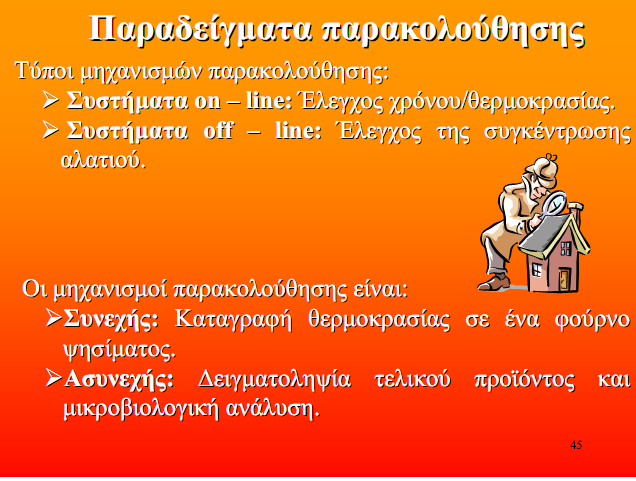 Παραδείγματα παρακολούθησης
Τύποι μηχανισμών παρακολούθησης:
➢ Συστήματα on – line: Έλεγχος χρόνου/θερμοκρασίας.
➢ Συστήματα off – line: Έλεγχος της συγκέντρωσης
αλατιού.
Οι μηχανισμοί παρακολούθησης είναι:
➢Συνεχής: Καταγραφή θερμοκρασίας σε ένα φούρνο
ψησίματος.
➢Ασυνεχής: Δειγματοληψία τελικού προϊόντος και
μικροβιολογική ανάλυση.
45